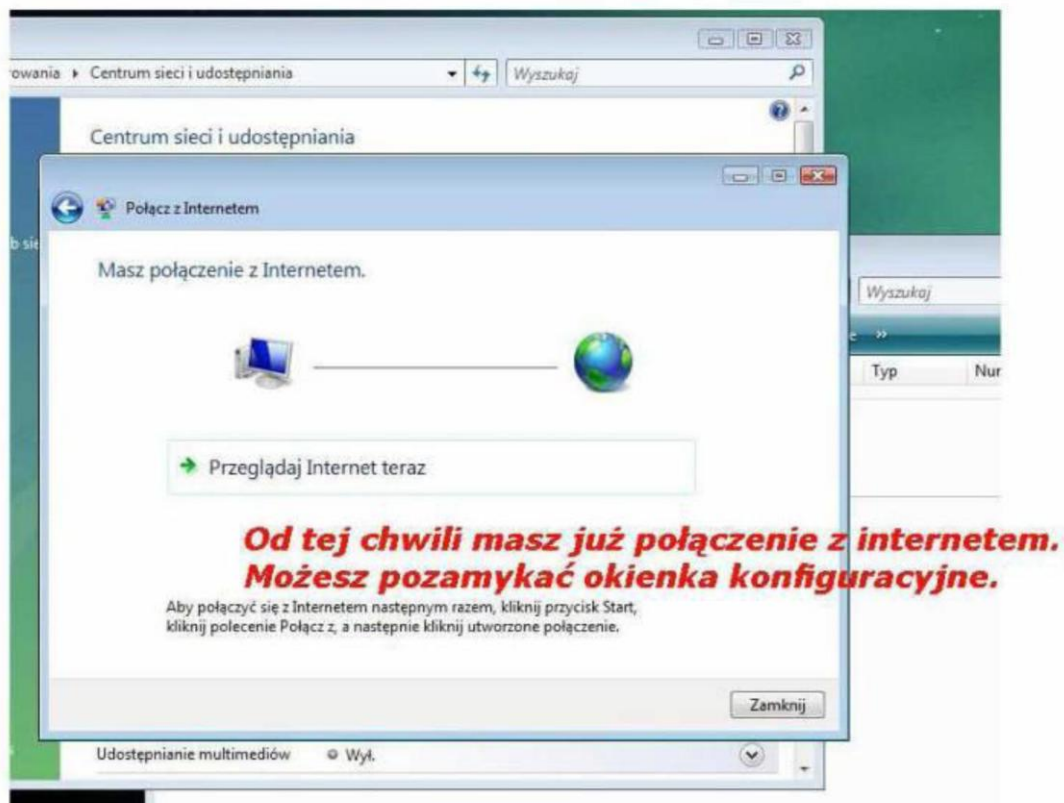 owania ▸ Centrum sieci i udostępniania
Wyszukaj
Centrum sieci i udostępniania
Połącz z Internetem
b sie
Masz połączenie z Internetem.
Wyszukaj
e »
Typ Nur
Przeglądaj Internet teraz
Od tej chwili masz już połączenie z internetem.
Możesz pozamykać okienka konfiguracyjne.
Aby połączyć się z Internetem następnym razem, kliknij przycisk Start,
kliknij polecenie Połącz z, a następnie kliknij utworzone połączenie.
Zamknij
Udostępnianie multimediów Wył.